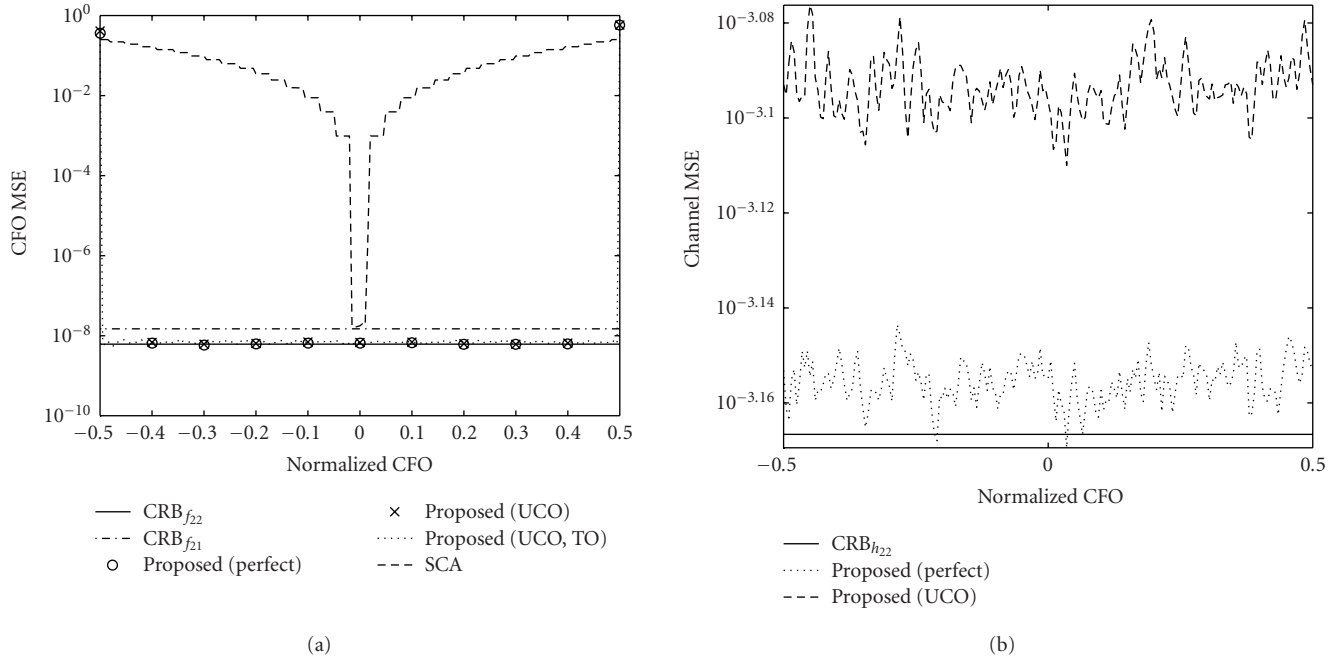 10^0
10^−2
10^−4
10^−6
10^−8
10^−10
CFO MSE
−0.5 −0.4 −0.3 −0.2 −0.1 0 0.1 0.2 0.3 0.4 0.5
Normalized CFO
CRB_f22
CRB_f21
Proposed (perfect)
Proposed (UCO)
Proposed (UCO, TO)
SCA
(a)
10^−3.08
10^−3.1
10^−3.12
10^−3.14
10^−3.16
Channel MSE
−0.5 0 0.5
Normalized CFO
CRB_h22
Proposed (perfect)
Proposed (UCO)
(b)